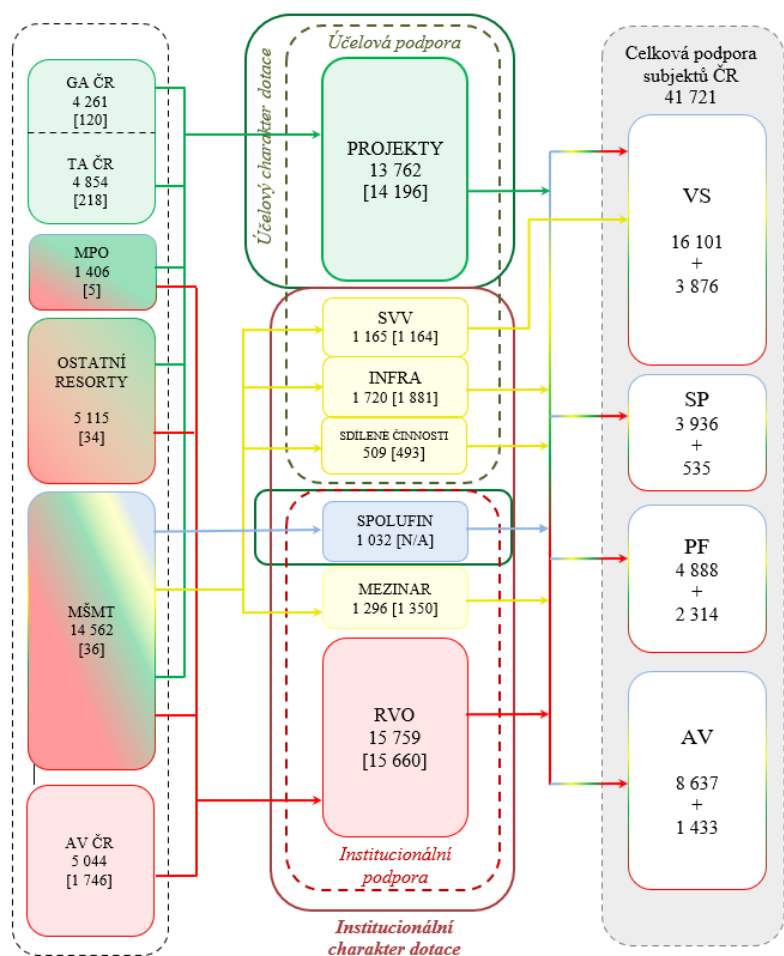 GA ČR
4 261
[120]
TA ČR
4 854
[218]
MPO
1 406
[5]
OSTATNÍ
RESORTY
5 115
[34]
MŠMT
14 562
[36]
AV ČR
5 044
[1 746]
Účelový charakter dotace
Účelová podpora
PROJEKTY
13 762
[14 196]
SVV
1 165 [1 164]
INFRA
1 720 [1 881]
SDÍLENÉ ČINNOSTI
509 [493]
SPOLUFIN
1 032 [N/A]
MEZINAR
1 296 [1 350]
RVO
15 759
[15 660]
Institucionální
podpora
Institucionální
charakter dotace
Celková podpora
subjektů ČR
41 721
VS
16 101
+
3 876
SP
3 936
+
535
PF
4 888
+
2 314
AV
8 637
+
1 433